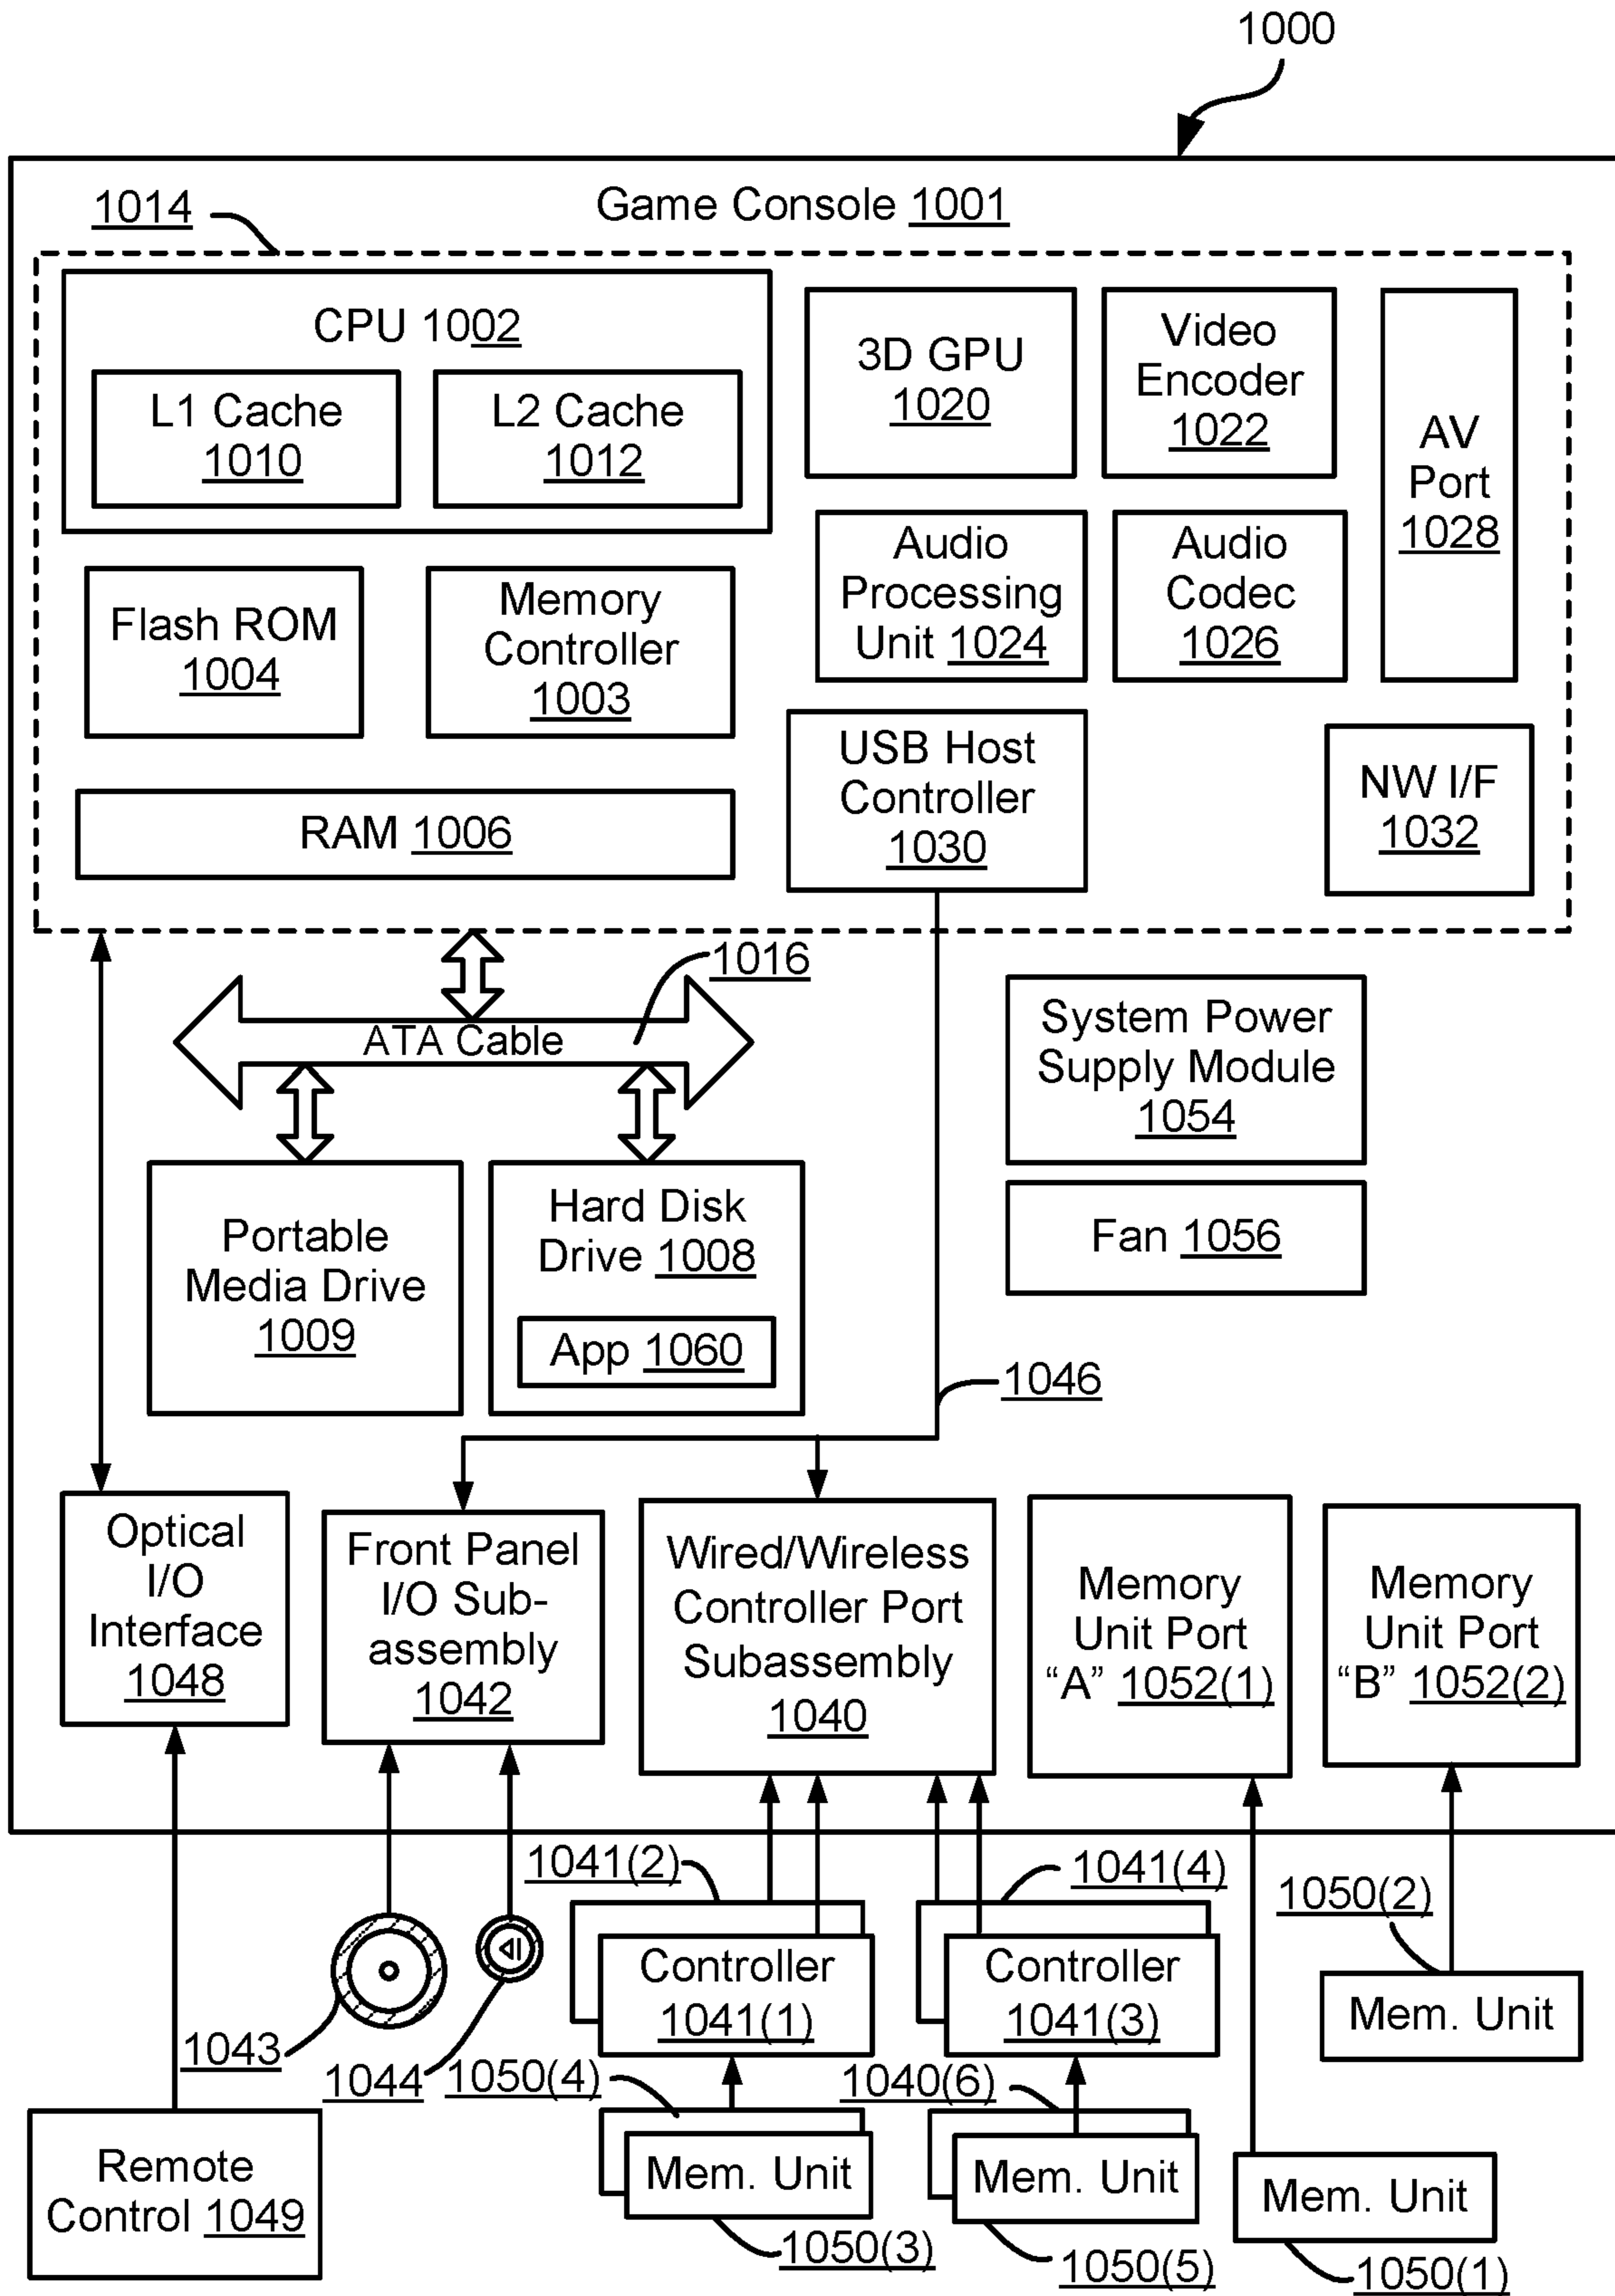 1000
1014
Game Console 1001
CPU 1002
L1 Cache
1010
L2 Cache
1012
3D GPU
1020
Video
Encoder
1022
AV
Port
1028
Audio
Processing
Unit 1024
Audio
Codec
1026
Flash ROM
1004
Memory
Controller
1003
USB Host
Controller
1030
NW I/F
1032
RAM 1006
1016
ATA Cable
System Power
Supply Module
1054
Fan 1056
Portable
Media Drive
1009
Hard Disk
Drive 1008
App 1060
1046
Optical
I/O
Interface
1048
Front Panel
I/O Sub-
assembly
1042
Wired/Wireless
Controller Port
Subassembly
1040
Memory
Unit Port
“A” 1052(1)
Memory
Unit Port
“B” 1052(2)
1041(2)
1041(4)
1050(2)
Controller
1041(1)
Controller
1041(3)
Mem. Unit
1043
1044
1050(4)
1040(6)
Remote
Control 1049
Mem. Unit
Mem. Unit
Mem. Unit
1050(3)
1050(5)
1050(1)